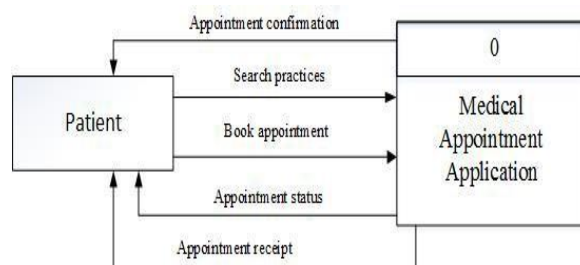 Appointment confirmation
0
Search practices
Patient
Medical
Appointment
Application
Book appointment
Appointment status
Appointment receipt